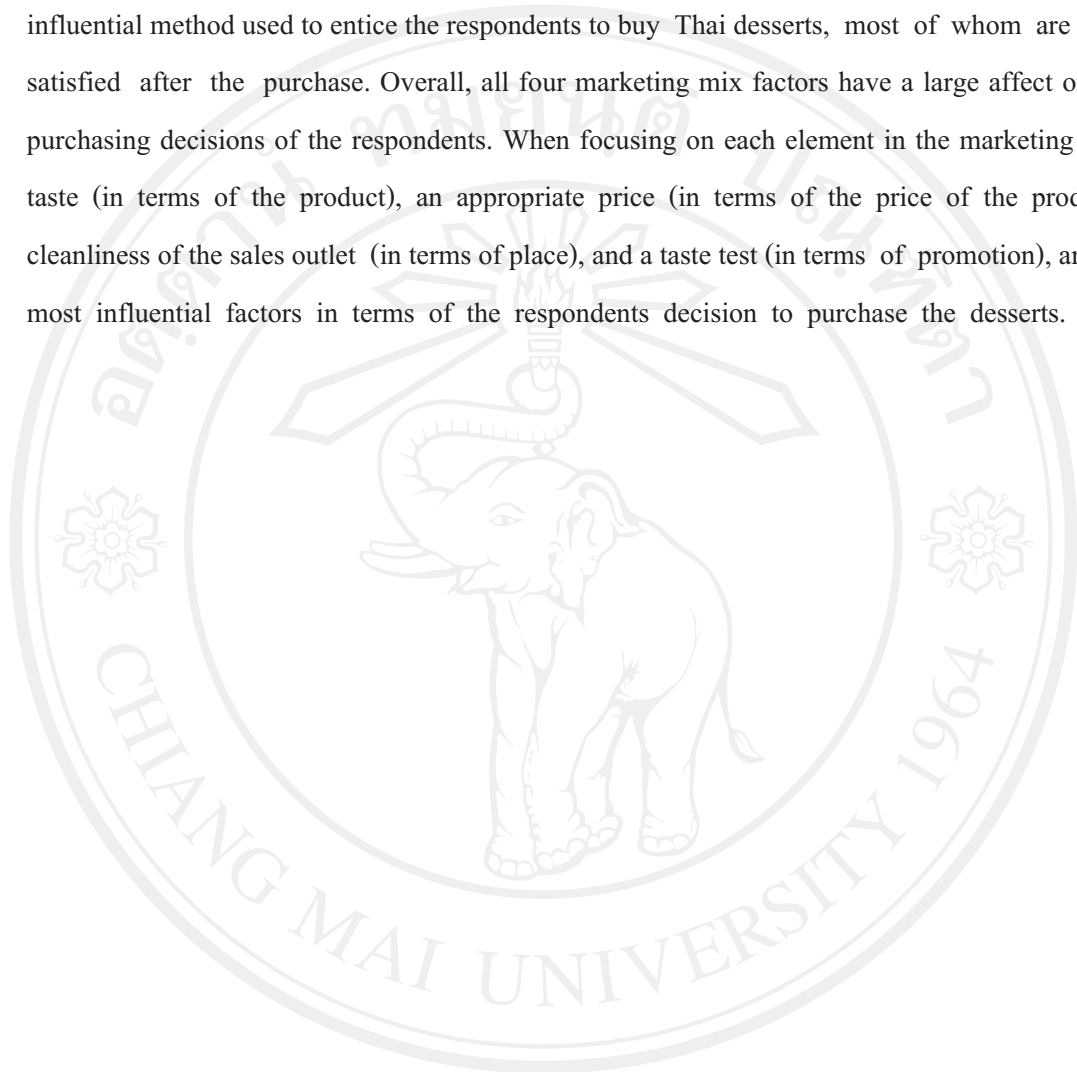 influential method used to entice the respondents to buy Thai desserts, most of whom are
satisfied after the purchase. Overall, all four marketing mix factors have a large affect o
purchasing decisions of the respondents. When focusing on each element in the marketing
taste (in terms of the product), an appropriate price (in terms of the price of the prod
cleanliness of the sales outlet (in terms of place), and a taste test (in terms of promotion), a
most influential factors in terms of the respondents decision to purchase the desserts.
CHIANG MAI UNIVERSITY 1964